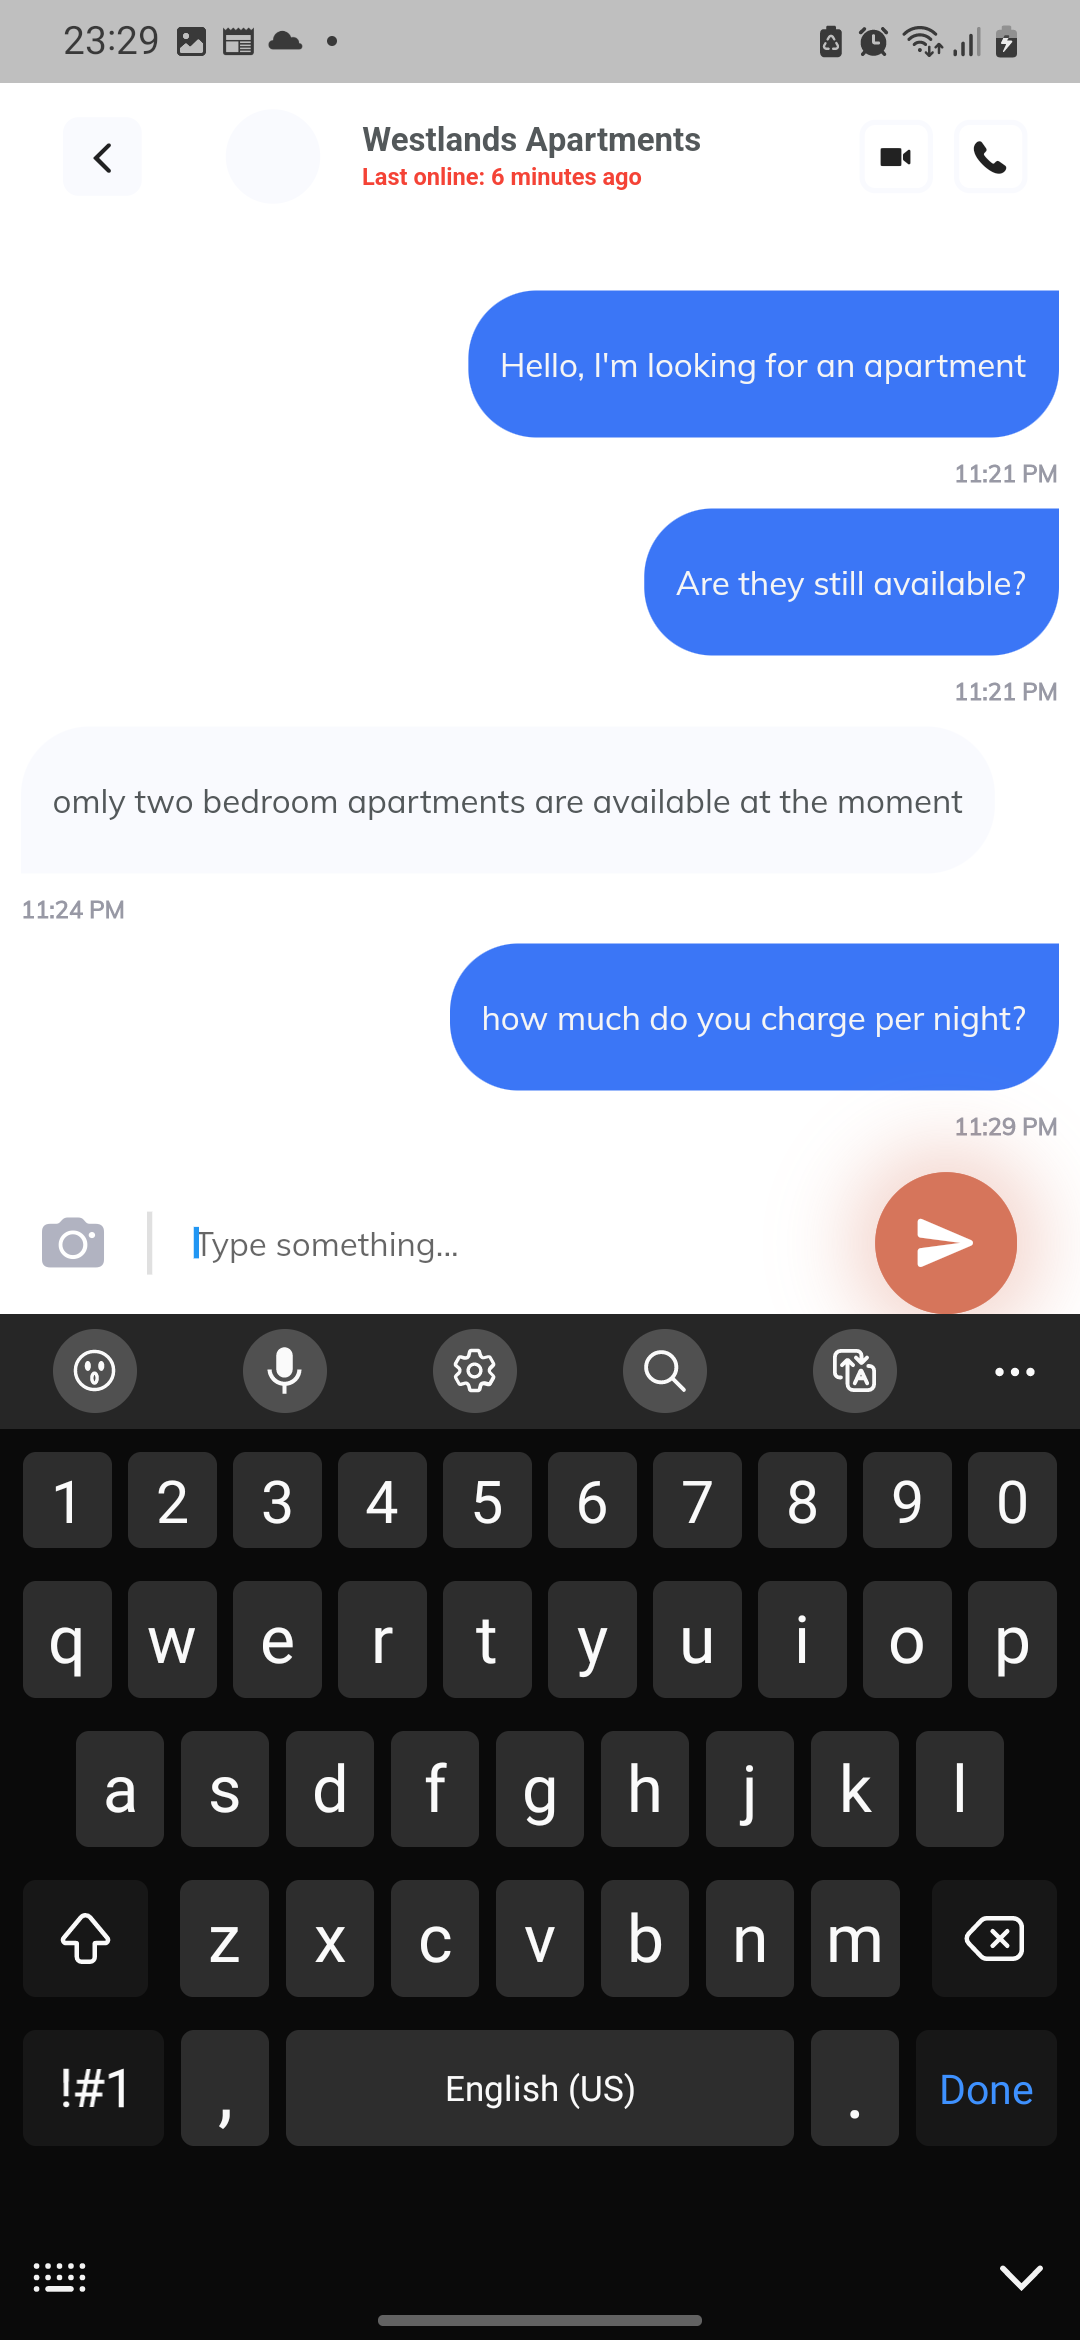 23:29
Westlands Apartments
Last online: 6 minutes ago
Hello, I'm looking for an apartment
11:21 PM
Are they still available?
11:21 PM
omly two bedroom apartments are available at the moment
11:24 PM
how much do you charge per night?
11:29 PM
Type something...
1 2 3 4 5 6 7 8 9 0
q w e r t y u i o p
a s d f g h j k l
z x c v b n m
!#1 , English (US) . Done